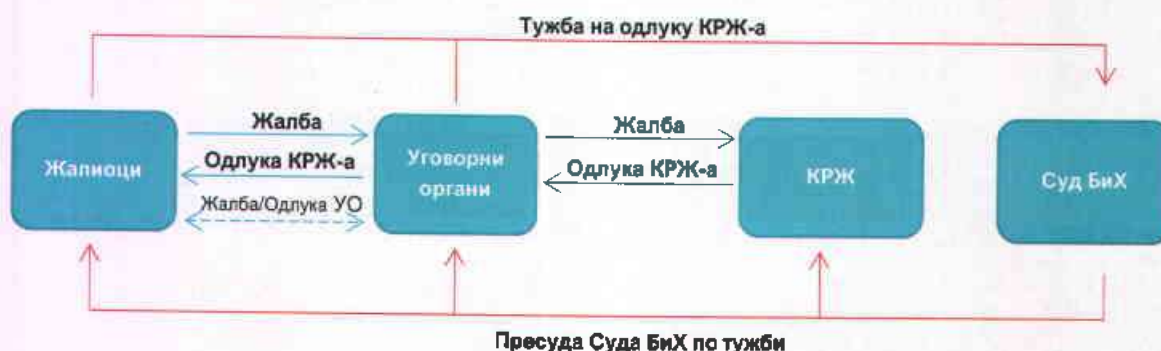 Тужба на одлуку КРЖ-а
Жалиоци
Жалба
Одлука КРЖ-а
Жалба/Одлука УО
Уговорни
органи
Жалба
Одлука КРЖ-а
КРЖ
Суд БиХ
Пресуда Суда БиХ по тужби